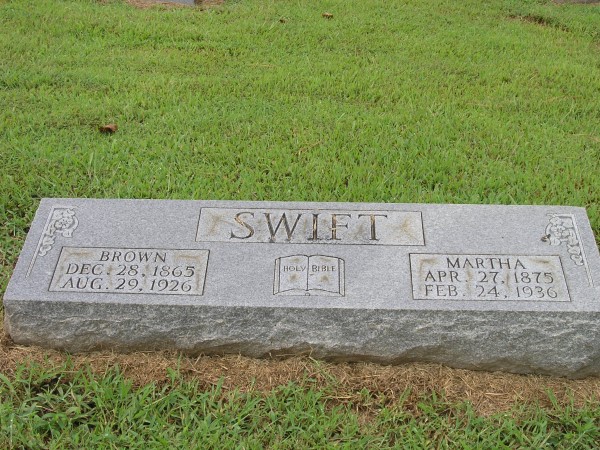 SWIFT
BROWN
DEC. 28, 1865
AUG. 29, 1926
HOLY BIBLE
MARTHA
APR. 27, 1875
FEB. 24, 1936